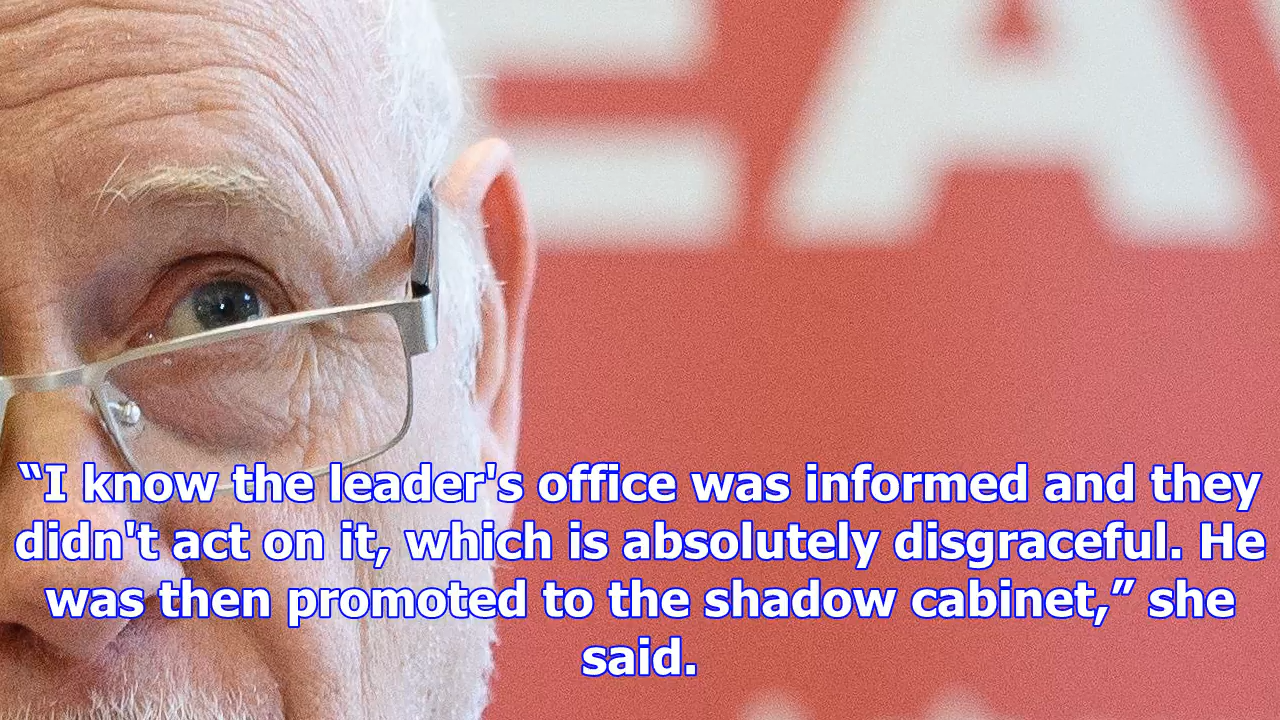 EA
“I know the leader's office was informed and they
didn't act on it, which is absolutely disgraceful. He
was then promoted to the shadow cabinet,” she
said.